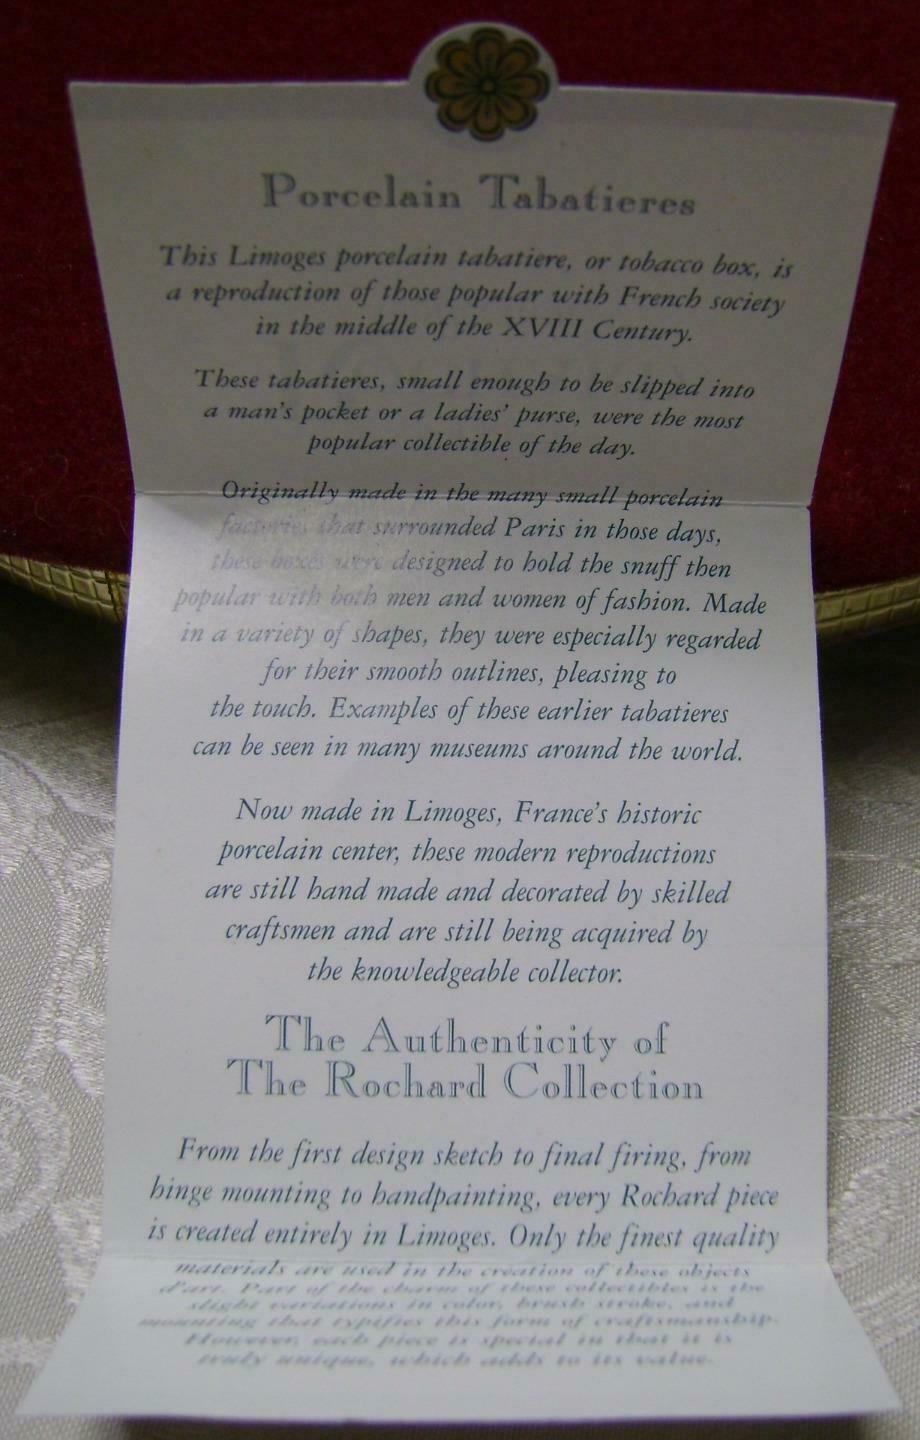 Porcelain Tabatieres
This Limoges porcelain tabatiere, or tobacco box, is
a reproduction of those popular with French society
in the middle of the XVIII Century.
These tabatieres, small enough to be slipped into
a man's pocket or a ladies' purse, were the most
popular collectible of the day.
Originally made in the many small porcelain
factories that surrounded Paris in those days,
these boxes were designed to hold the snuff then
popular with both men and women of fashion. Made
in a variety of shapes, they were especially regarded
for their smooth outlines, pleasing to
the touch. Examples of these earlier tabatieres
can be seen in many museums around the world.
Now made in Limoges, France's historic
porcelain center, these modern reproductions
are still hand made and decorated by skilled
craftsmen and are still being acquired by
the knowledgeable collector.
The Authenticity of
The Rochard Collection
From the first design sketch to final firing, from
hinge mounting to handpainting, every Rochard piece
is created entirely in Limoges. Only the finest quality
materials are used in the creation of these objects
d'art. Part of the charm of these collectibles is the
slight variations in color, brush stroke, and
mounting that typifies this form of craftsmanship.
However, each piece is special in that it is
truly unique, which adds to its value.